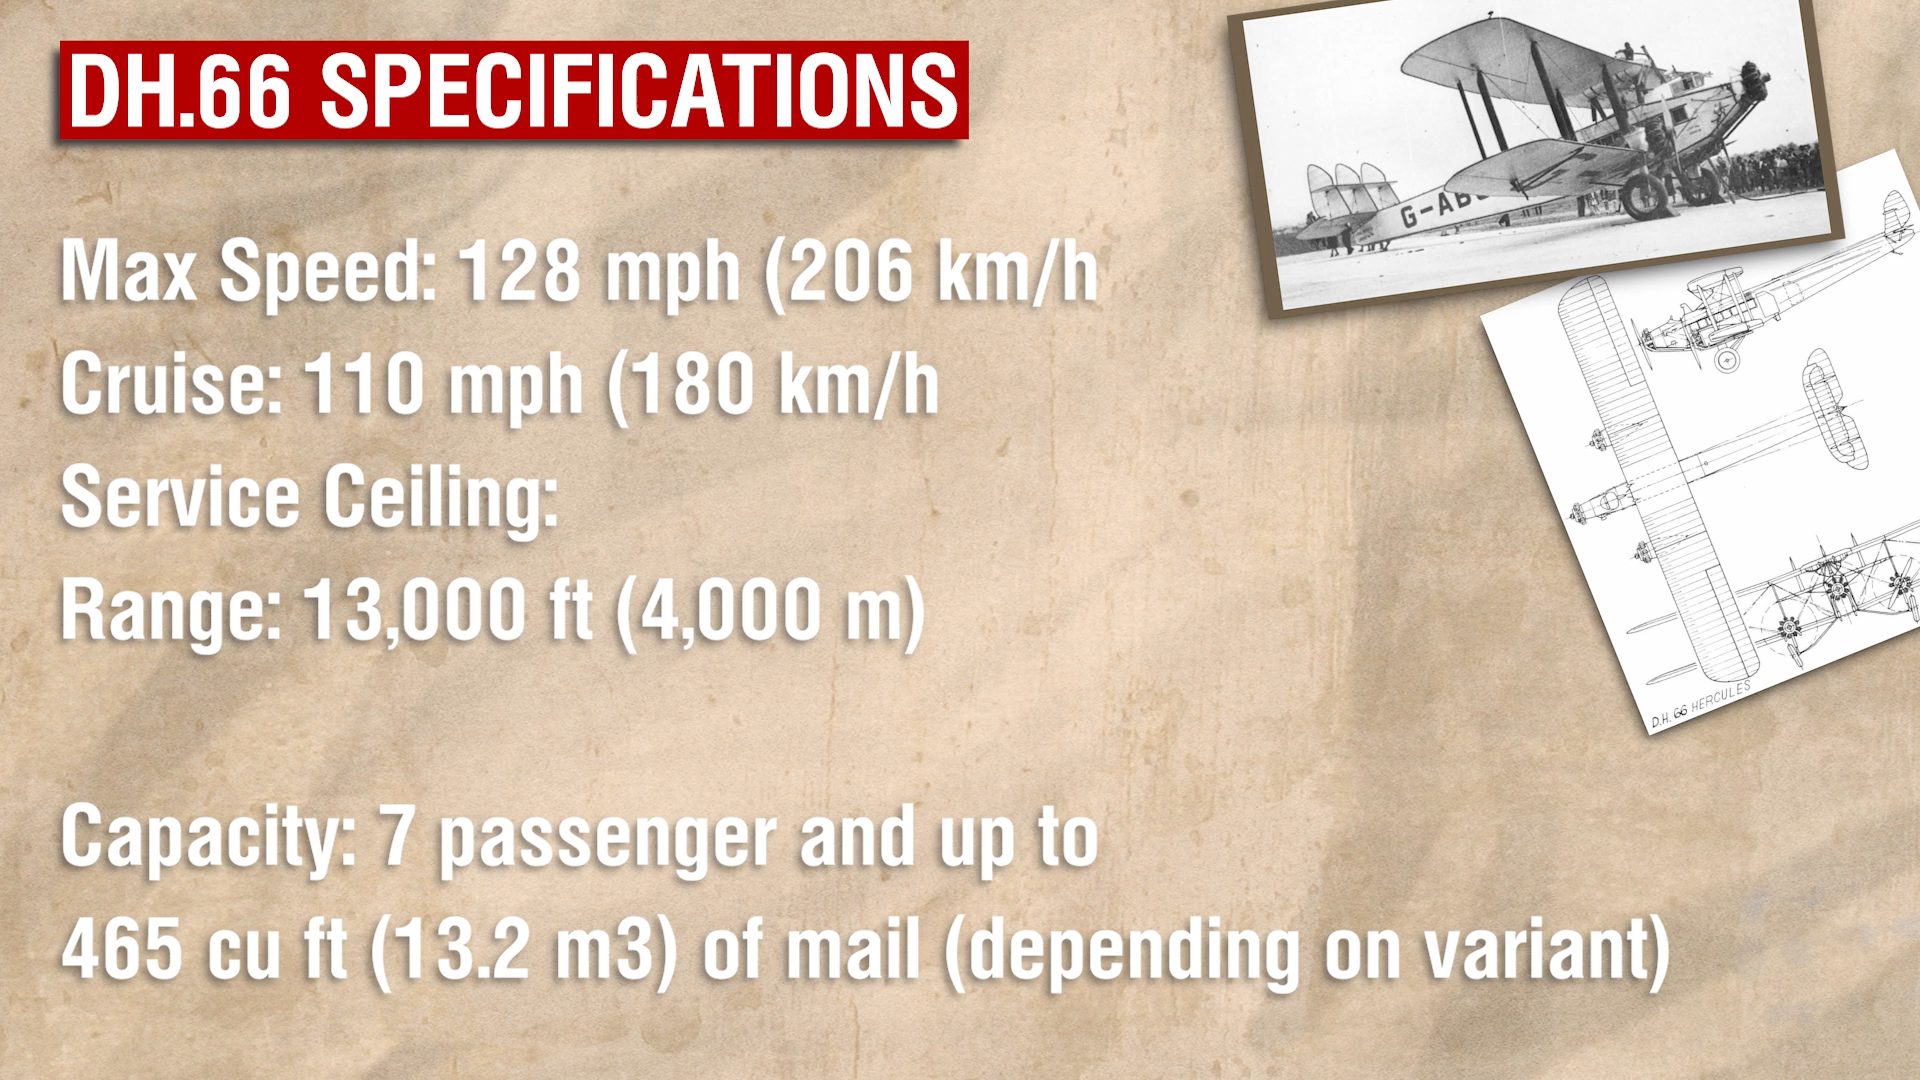 DH.66 SPECIFICATIONS
Max Speed: 128 mph (206 km/h
Cruise: 110 mph (180 km/h
Service Ceiling:
Range: 13,000 ft (4,000 m)
Capacity: 7 passenger and up to
465 cu ft (13.2 m3) of mail (depending on variant)
G-AB
D.H. 66 HERCULES